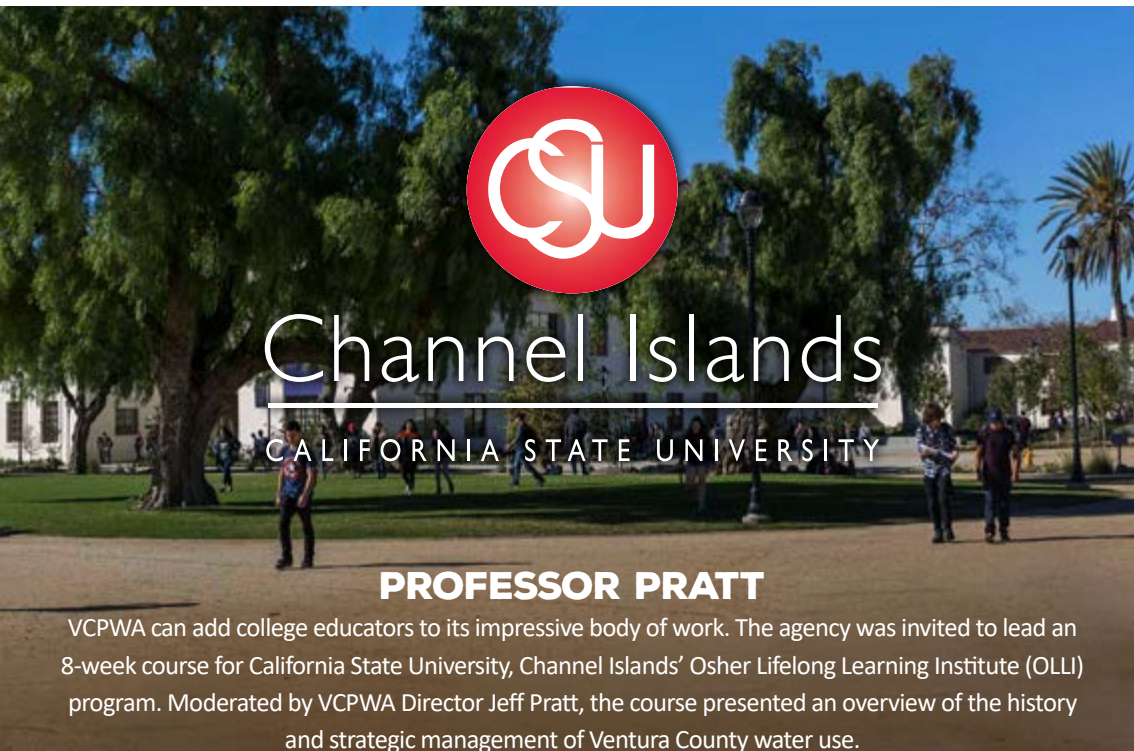 CSU
Channel Islands
CALIFORNIA STATE UNIVERSITY
PROFESSOR PRATT
VCPWA can add college educators to its impressive body of work. The agency was invited to lead an
8-week course for California State University, Channel Islands’ Osher Lifelong Learning Institute (OLLI)
program. Moderated by VCPWA Director Jeff Pratt, the course presented an overview of the history
and strategic management of Ventura County water use.